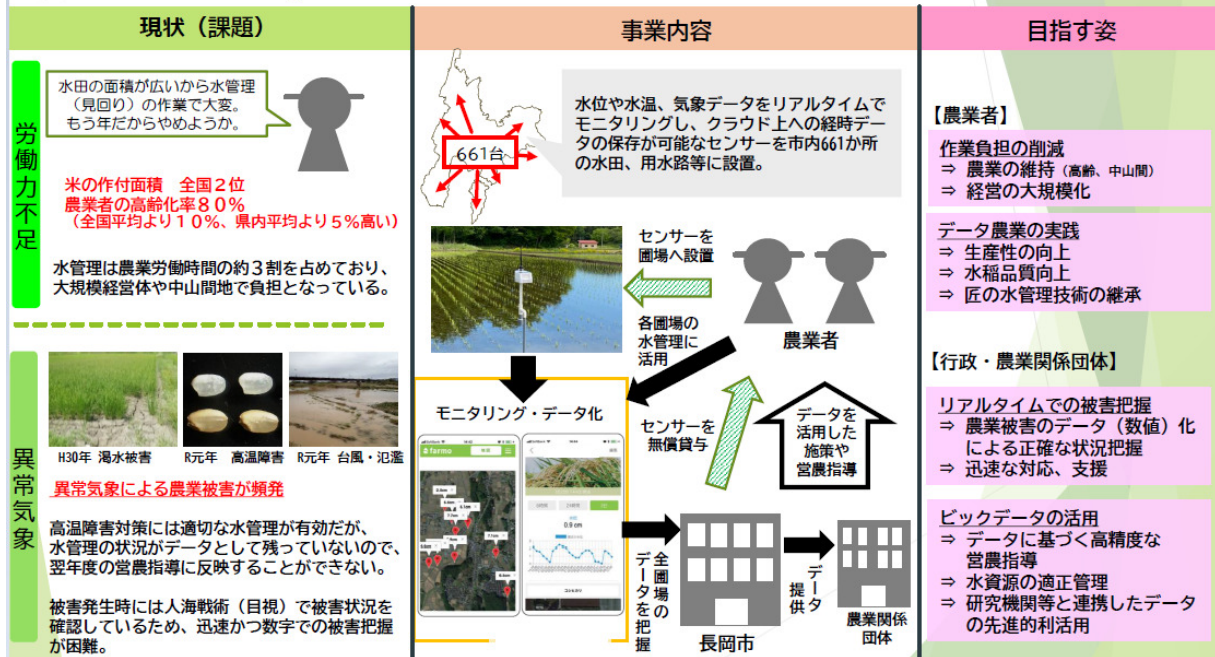 現状（課題）
労働力不足
水田の面積が広いから水管理
（見回り）の作業で大変。
もう年だからやめようか。
米の作付面積　全国２位
農業者の高齢化率８０％
（全国平均より１０％、県内平均より５％高い）
水管理は農業労働時間の約３割を占めており、
大規模経営体や中山間地で負担となっている。
異常気象
H30年 渇水被害
R元年　高温障害
R元年 台風・氾濫
異常気象による農業被害が頻発
高温障害対策には適切な水管理が有効だが、
水管理の状況がデータとして残っていないので、
翌年度の営農指導に反映することができない。
被害発生時には人海戦術（目視）で被害状況を
確認しているため、迅速かつ数字での被害把握
が困難。
事業内容
661台
水位や水温、気象データをリアルタイムで
モニタリングし、クラウド上への経時デー
タの保存が可能なセンサーを市内661か所
の水田、用水路等に設置。
センサーを
圃場へ設置
各圃場の
水管理に
活用
農業者
モニタリング・データ化
farmo
0.9 cm
センサーを
無償貸与
データを
活用した
施策や
営農指導
全圃場の
データを把握
長岡市
データ
提供
農業関係
団体
目指す姿
【農業者】
作業負担の削減
⇒ 農業の維持（高齢、中山間）
⇒ 経営の大規模化
データ農業の実践
⇒ 生産性の向上
⇒ 水稲品質向上
⇒ 匠の水管理技術の継承
【行政・農業関係団体】
リアルタイムでの被害把握
⇒ 農業被害のデータ（数値）化
による正確な状況把握
⇒ 迅速な対応、支援
ビックデータの活用
⇒ データに基づく高精度な
営農指導
⇒ 水資源の適正管理
⇒ 研究機関等と連携したデータ
の先進的利活用